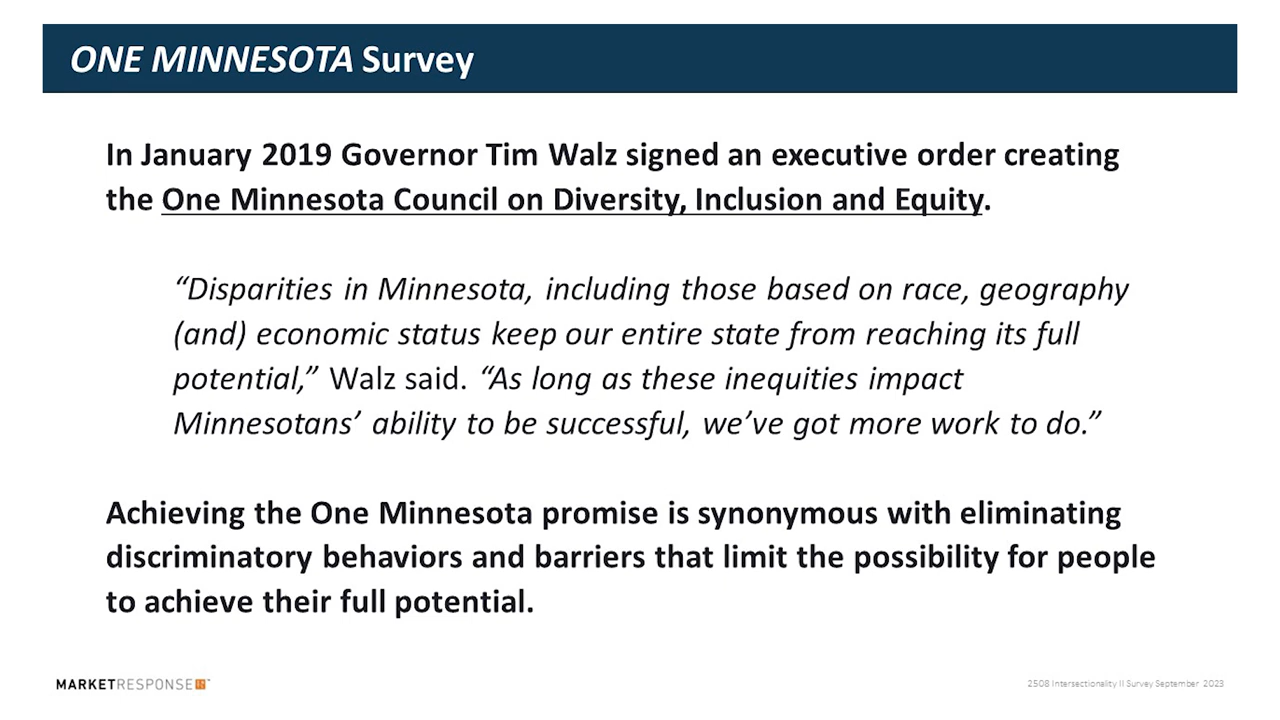 ONE MINNESOTA Survey
In January 2019 Governor Tim Walz signed an executive order creating
the One Minnesota Council on Diversity, Inclusion and Equity.
“Disparities in Minnesota, including those based on race, geography
(and) economic status keep our entire state from reaching its full
potential,” Walz said. “As long as these inequities impact
Minnesotans’ ability to be successful, we’ve got more work to do.”
Achieving the One Minnesota promise is synonymous with eliminating
discriminatory behaviors and barriers that limit the possibility for people
to achieve their full potential.
MARKETRESPONSE
2508 Intersectionality II Survey September 2023